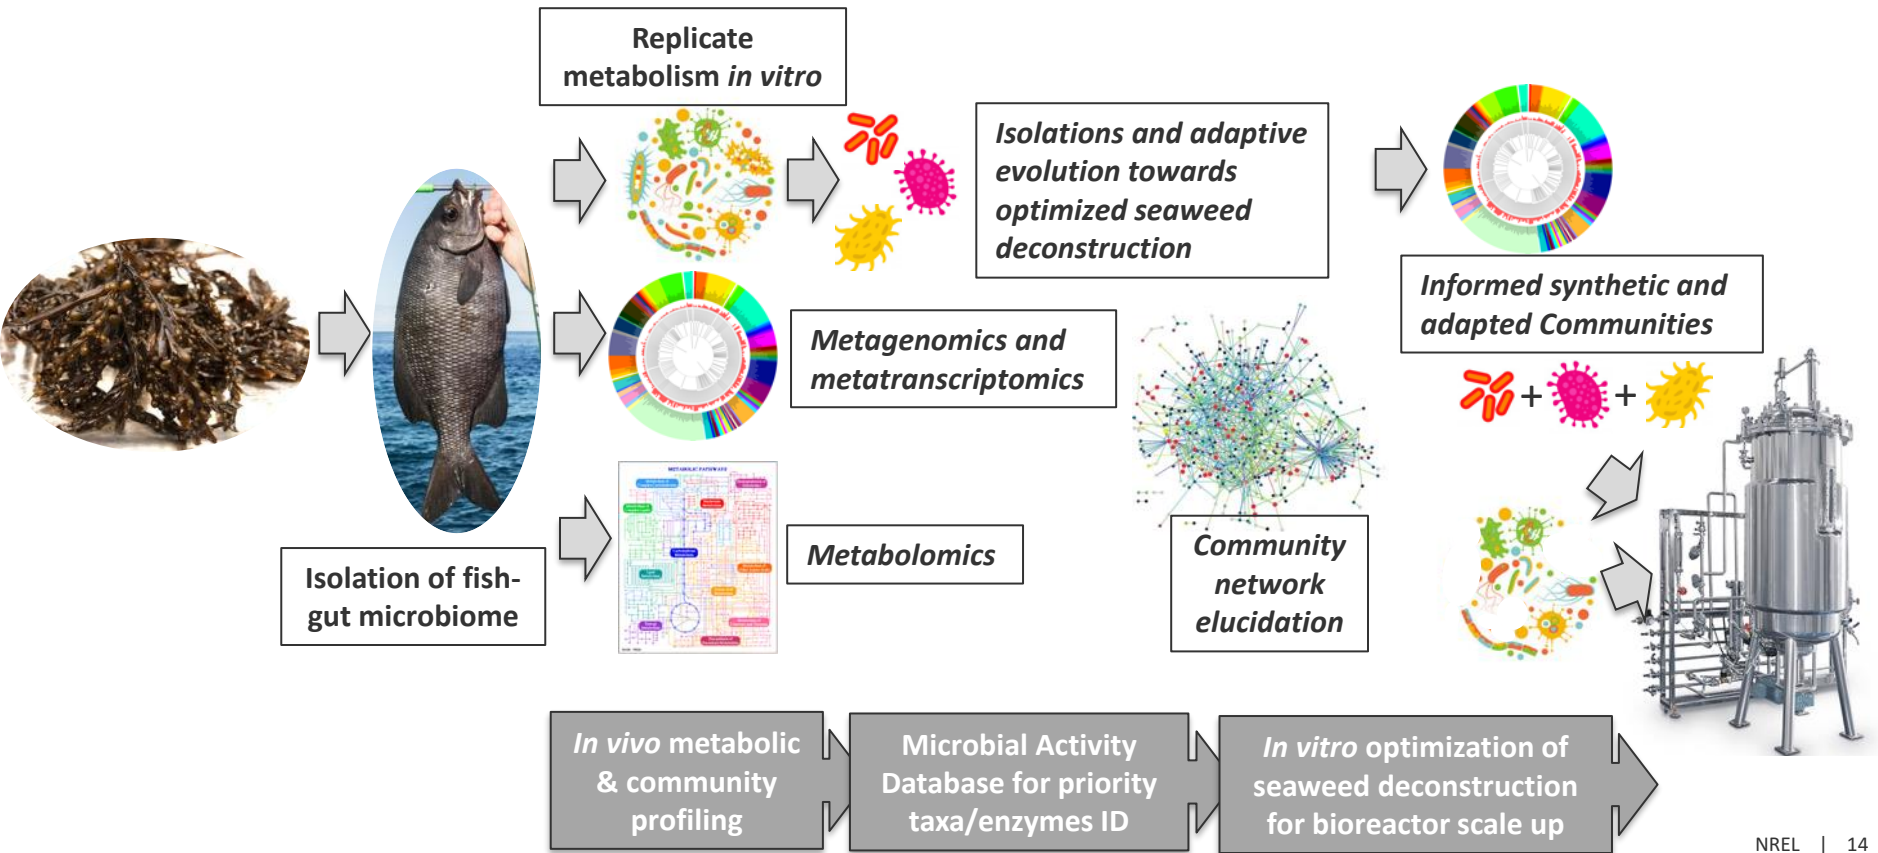 Replicate
metabolism in vitro
Isolations and adaptive
evolution towards
optimized seaweed
deconstruction
Informed synthetic and
adapted Communities
+ +
Metagenomics and
metatranscriptomics
Isolation of fish-
gut microbiome
METABOLIC PATHWAYS
Metabolomics
Community
network
elucidation
In vivo metabolic
& community
profiling
Microbial Activity
Database for priority
taxa/enzymes ID
In vitro optimization of
seaweed deconstruction
for bioreactor scale up
NREL | 14